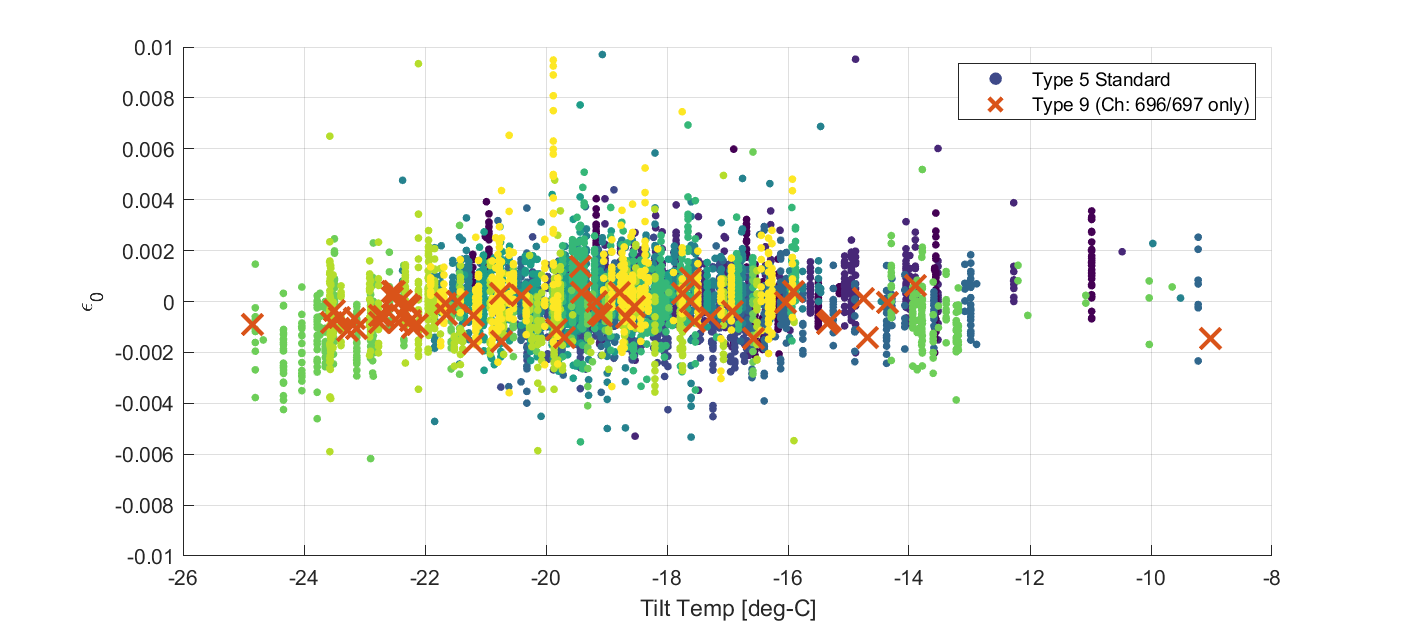 0.01
0.008
0.006
0.004
0.002
0
-0.002
-0.004
-0.006
-0.008
-0.01
ϵ0
Type 5 Standard
Type 9 (Ch: 696/697 only)
-26 -24 -22 -20 -18 -16 -14 -12 -10 -8
Tilt Temp [deg-C]